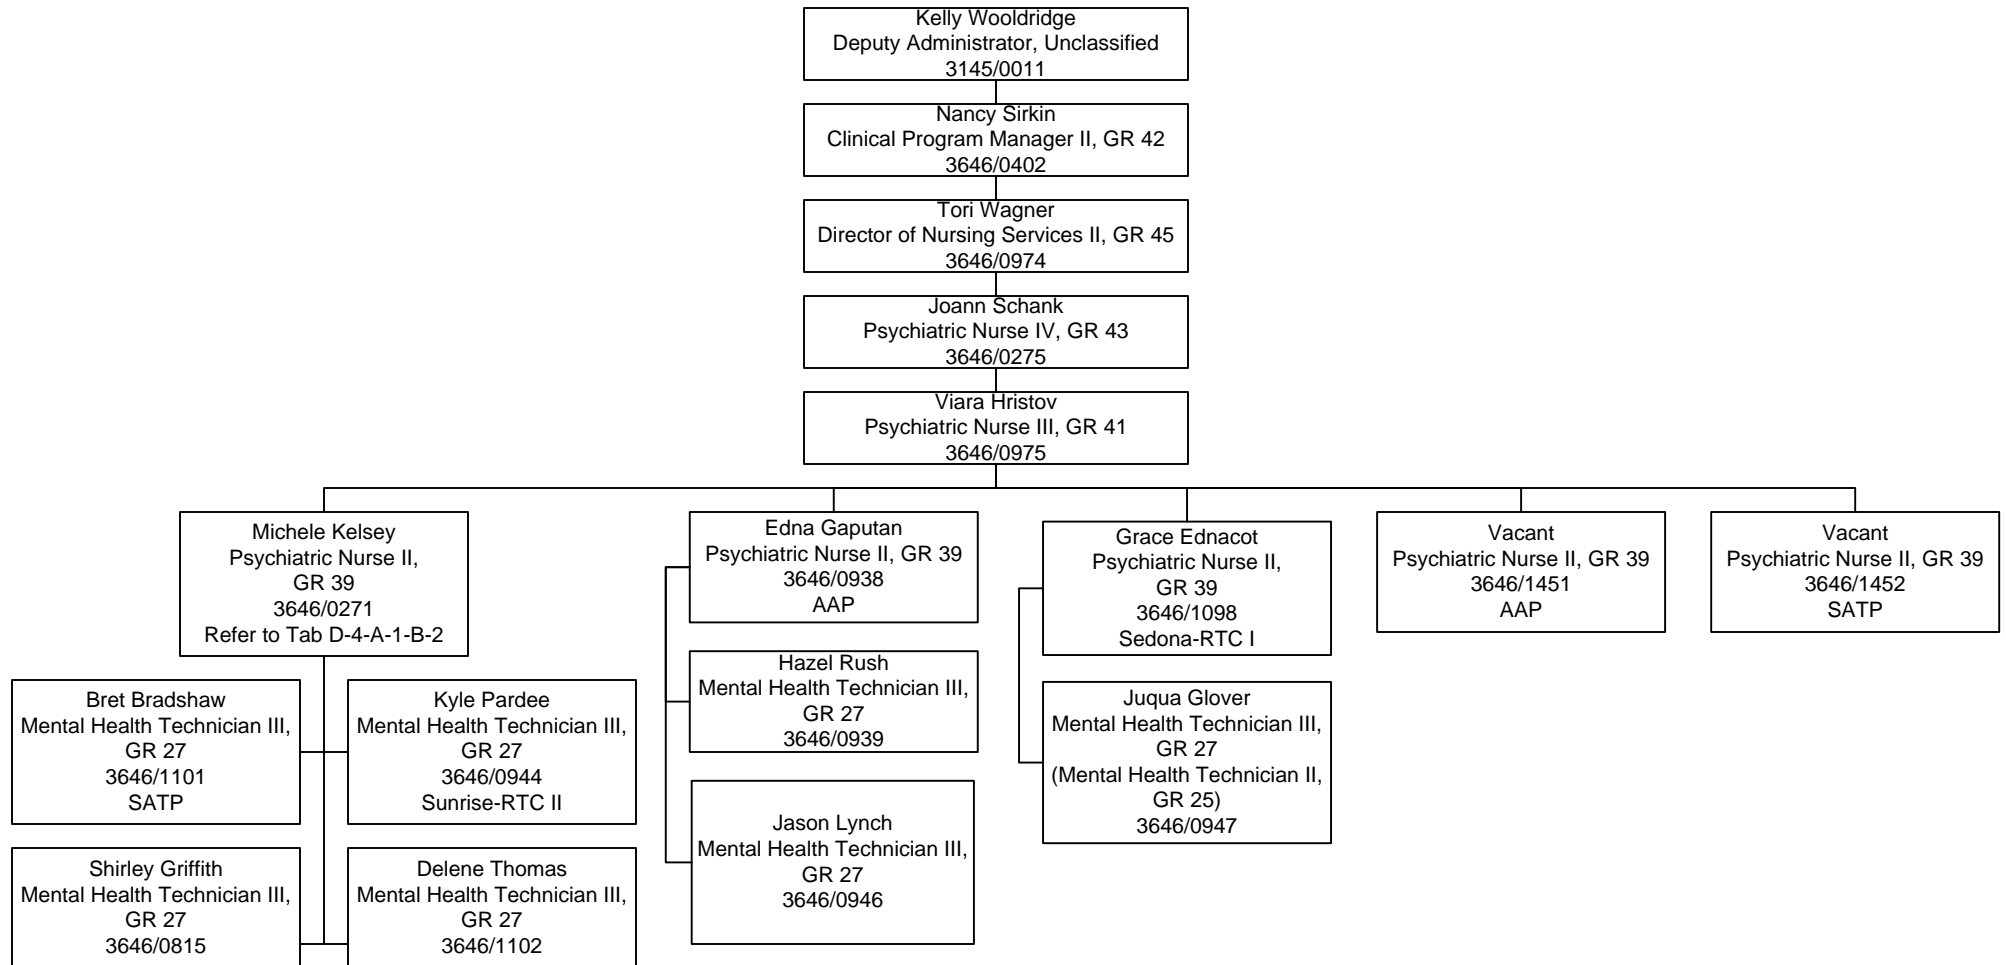 Kelly Wooldridge
Deputy Administrator, Unclassified
3145/0011
Nancy Sirkin
Clinical Program Manager II, GR 42
3646/0402
Tori Wagner
Director of Nursing Services II, GR 45
3646/0974
Joann Schank
Psychiatric Nurse IV, GR 43
3646/0275
Viara Hristov
Psychiatric Nurse III, GR 41
3646/0975
Michele Kelsey
Psychiatric Nurse II,
GR 39
3646/0271
Refer to Tab D-4-A-1-B-2
Bret Bradshaw
Mental Health Technician III,
GR 27
3646/1101
SATP
Kyle Pardee
Mental Health Technician III,
GR 27
3646/0944
Sunrise-RTC II
Shirley Griffith
Mental Health Technician III,
GR 27
3646/0815
Delene Thomas
Mental Health Technician III,
GR 27
3646/1102
Edna Gaputan
Psychiatric Nurse II, GR 39
3646/0938
AAP
Hazel Rush
Mental Health Technician III,
GR 27
3646/0939
Jason Lynch
Mental Health Technician III,
GR 27
3646/0946
Grace Ednacot
Psychiatric Nurse II,
GR 39
3646/1098
Sedona-RTC I
Juqua Glover
Mental Health Technician III,
GR 27
(Mental Health Technician II,
GR 25)
3646/0947
Vacant
Psychiatric Nurse II, GR 39
3646/1451
AAP
Vacant
Psychiatric Nurse II, GR 39
3646/1452
SATP